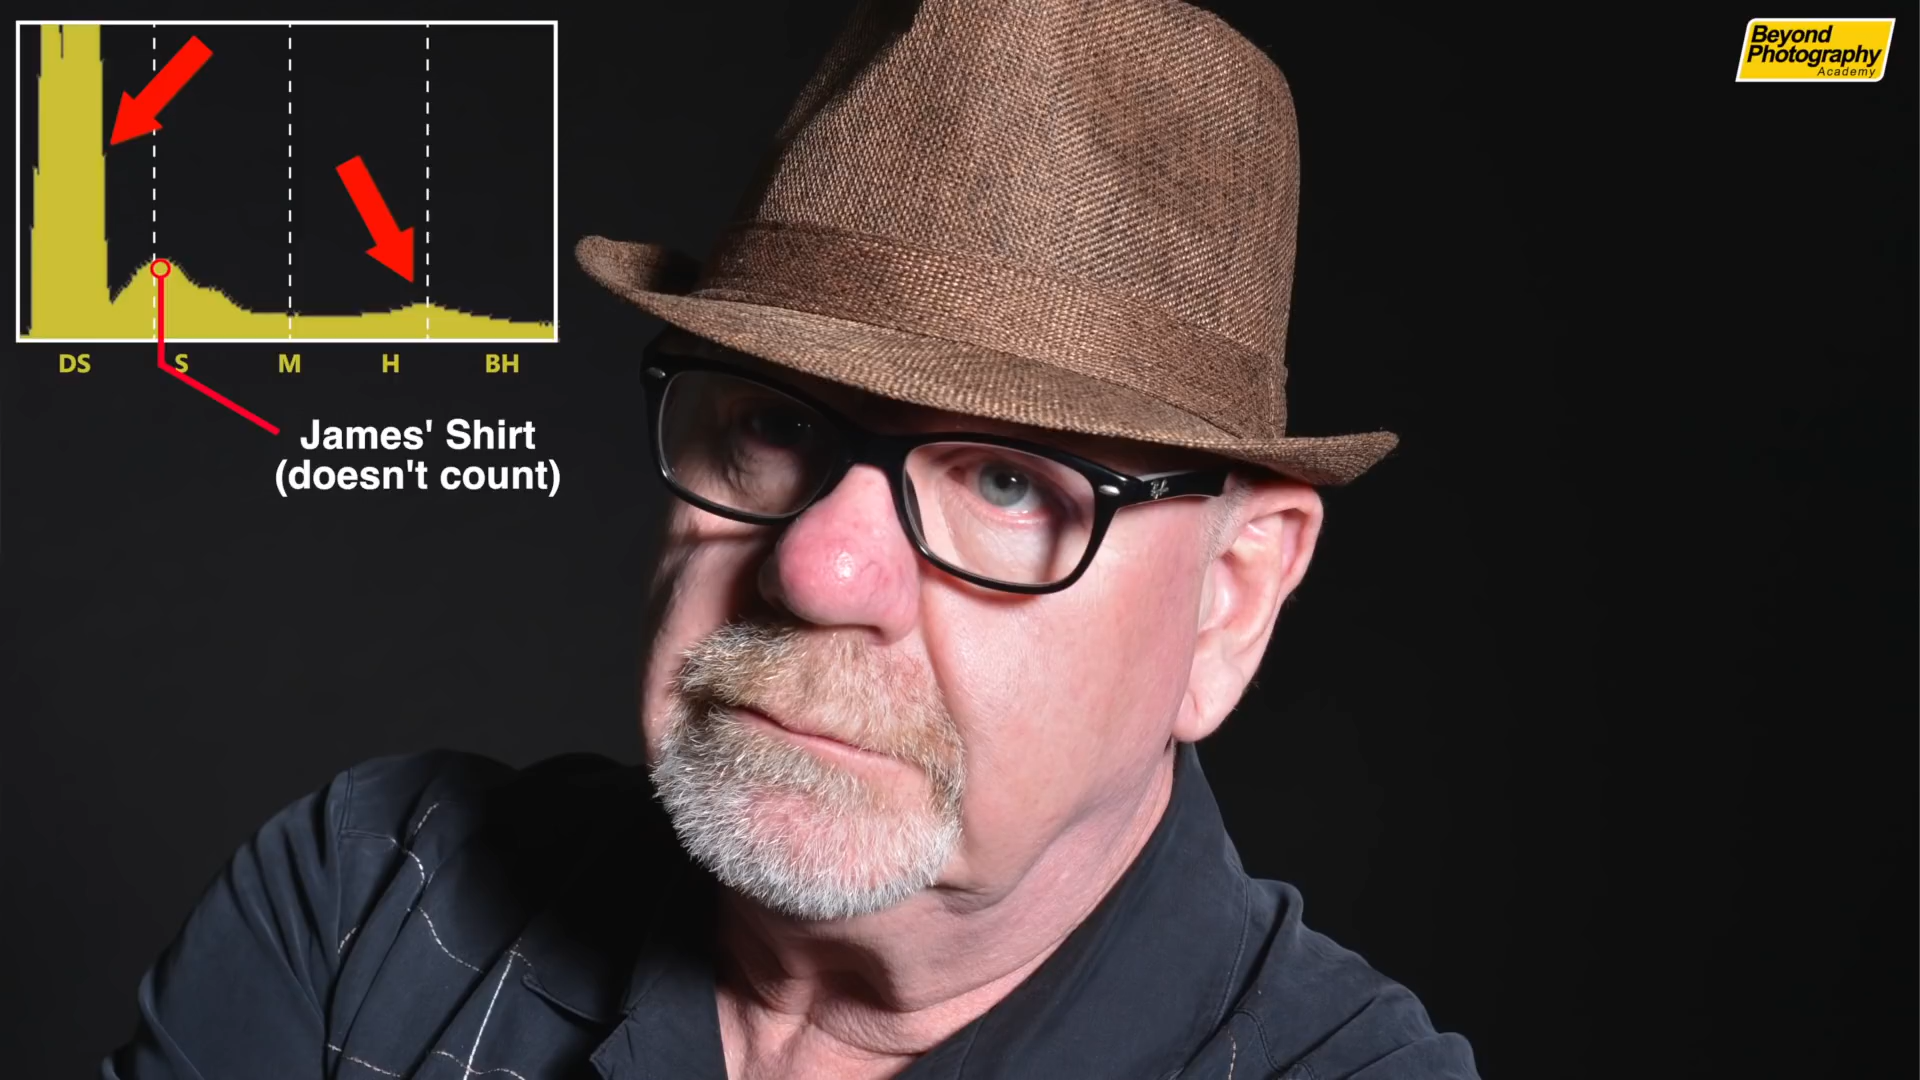 Beyond
Photography
Academy
DS S M H BH
James' Shirt
(doesn't count)